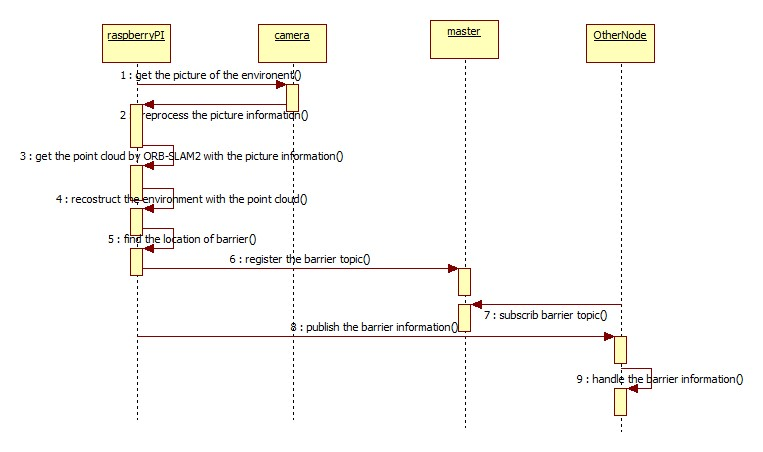 raspberryPI
camera
master
OtherNode
1 : get the picture of the environent()
2 : reprocess the picture information()
3 : get the point cloud by ORB-SLAM2 with the picture information()
4 : recostruct the environment with the point cloud()
5 : find the location of barrier()
6 : register the barrier topic()
7 : subscrib barrier topic()
8 : publish the barrier information()
9 : handle the barrier information()